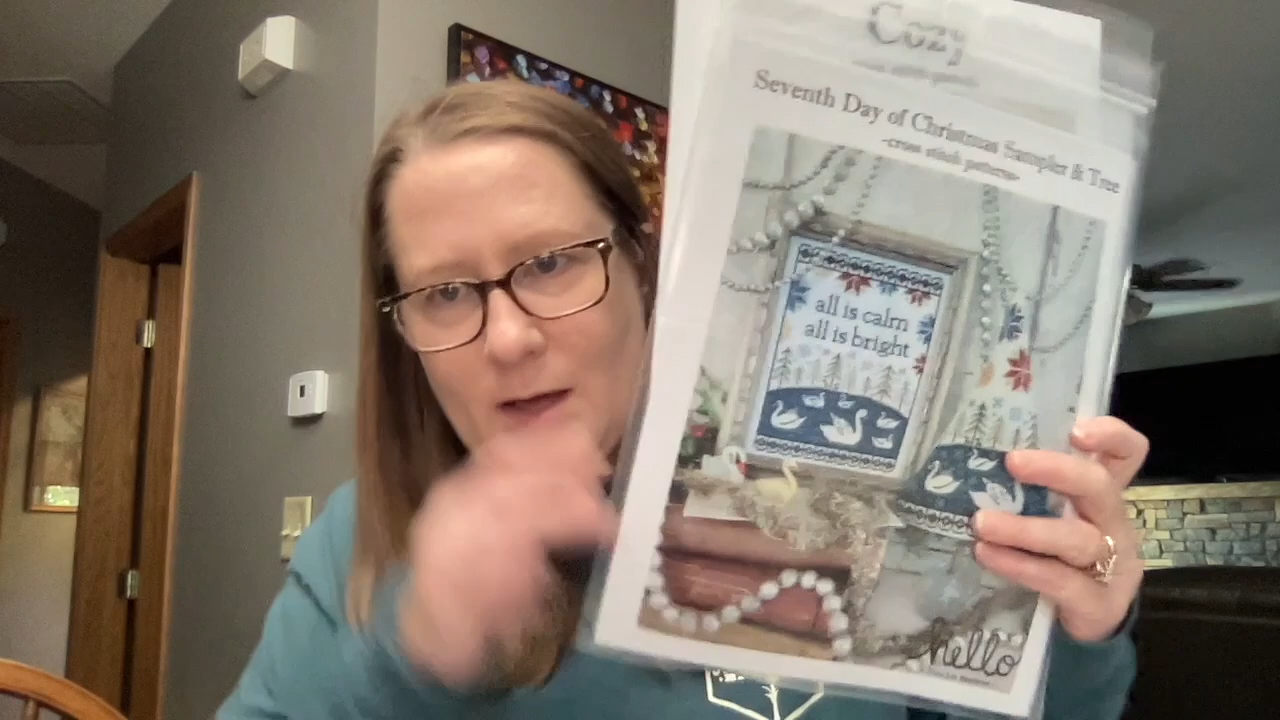 Cozy
Seventh Day of Christmas Sampler & Tree
-cross stitch patterns-
all is calm
all is bright
hello